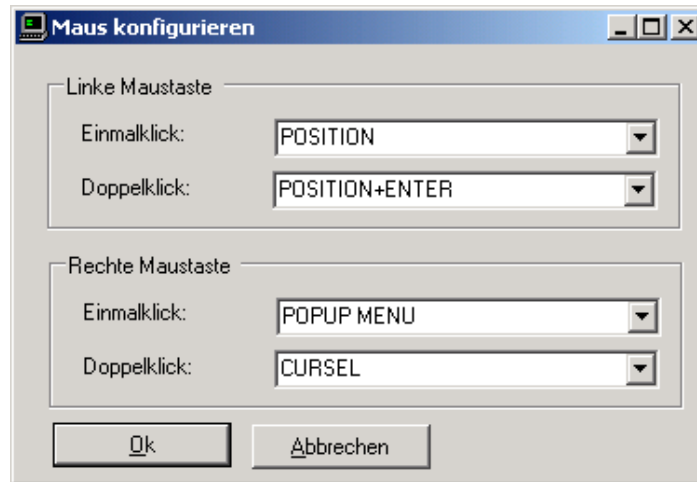 Maus konfigurieren
Linke Maustaste
Einmalklick: POSITION
Doppelklick: POSITION+ENTER
Rechte Maustaste
Einmalklick: POPUP MENU
Doppelklick: CURSEL
Ok Abbrechen